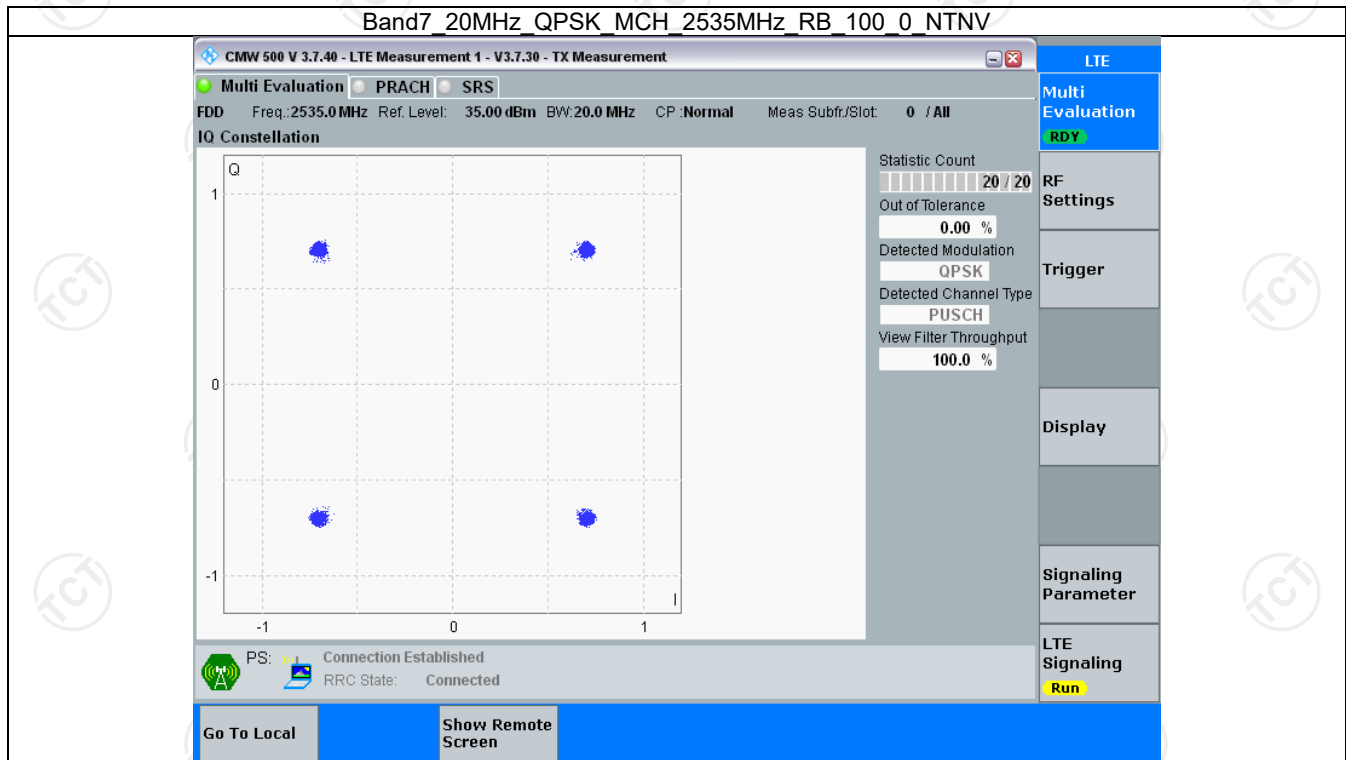 Band7_20MHz_QPSK_MCH_2535MHz_RB_100_0_NTNV
CMW 500 V 3.7.40 - LTE Measurement 1 - V3.7.30 - TX Measurement
LTE
Multi Evaluation PRACH SRS
FDD Freq.:2535.0 MHz Ref. Level: 35.00 dBm BW:20.0 MHz CP :Normal Meas Subfr./Slot: 0 / All
IQ Constellation
Q
1
0
-1
I
-1 0 1
Statistic Count
20 / 20
Out of Tolerance
0.00 %
Detected Modulation
QPSK
Detected Channel Type
PUSCH
View Filter Throughput
100.0 %
Multi
Evaluation
RDY
RF
Settings
Trigger
Display
Signaling
Parameter
LTE
Signaling
Run
PS: Connection Established
RRC State: Connected
Go To Local
Show Remote
Screen
TCT
TCT
TCT
TCT